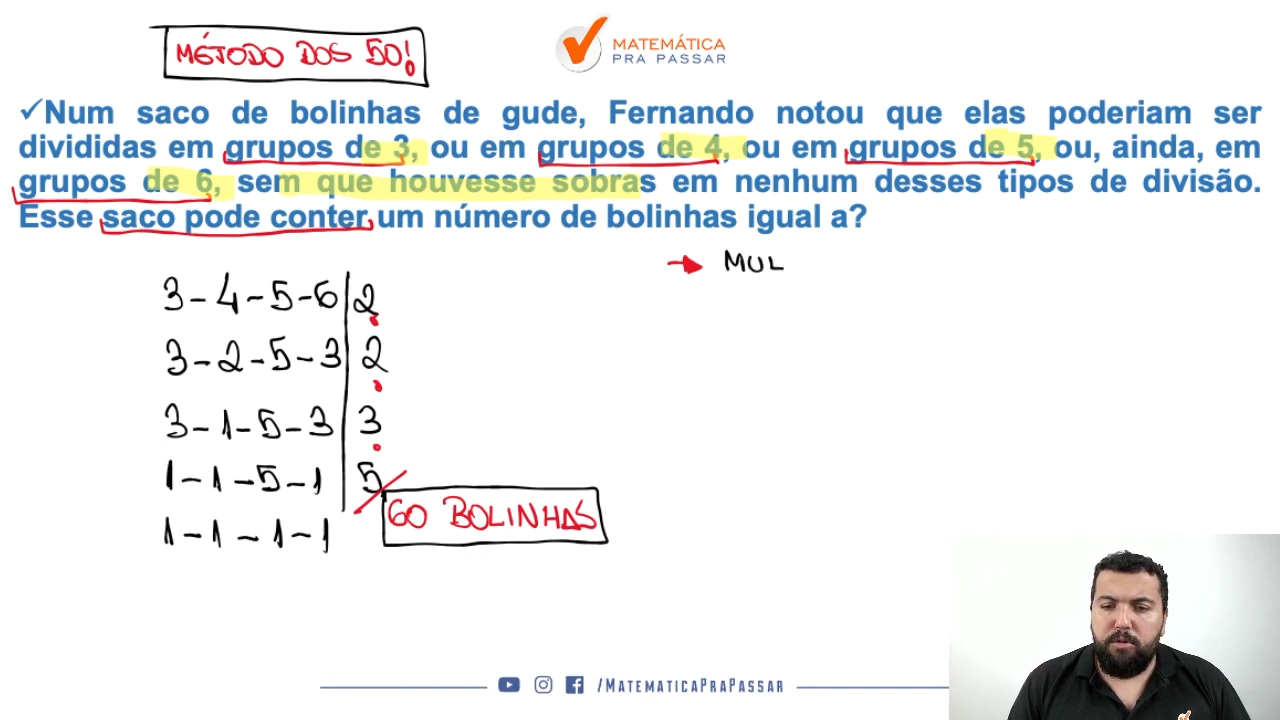 MÉTODO DOS 50!
MATEMÁTICA
PRA PASSAR
✓Num saco de bolinhas de gude, Fernando notou que elas poderiam ser
divididas em grupos de 3, ou em grupos de 4, ou em grupos de 5, ou, ainda, em
grupos de 6, sem que houvesse sobras em nenhum desses tipos de divisão.
Esse saco pode conter um número de bolinhas igual a?
→ MUL
3-4-5-6|2
3-2-5-3|2
3-1-5-3|3
1-1-5-1|5
60 BOLINHAS
1-1-1-1
/MATEMATICAPRAPASSAR